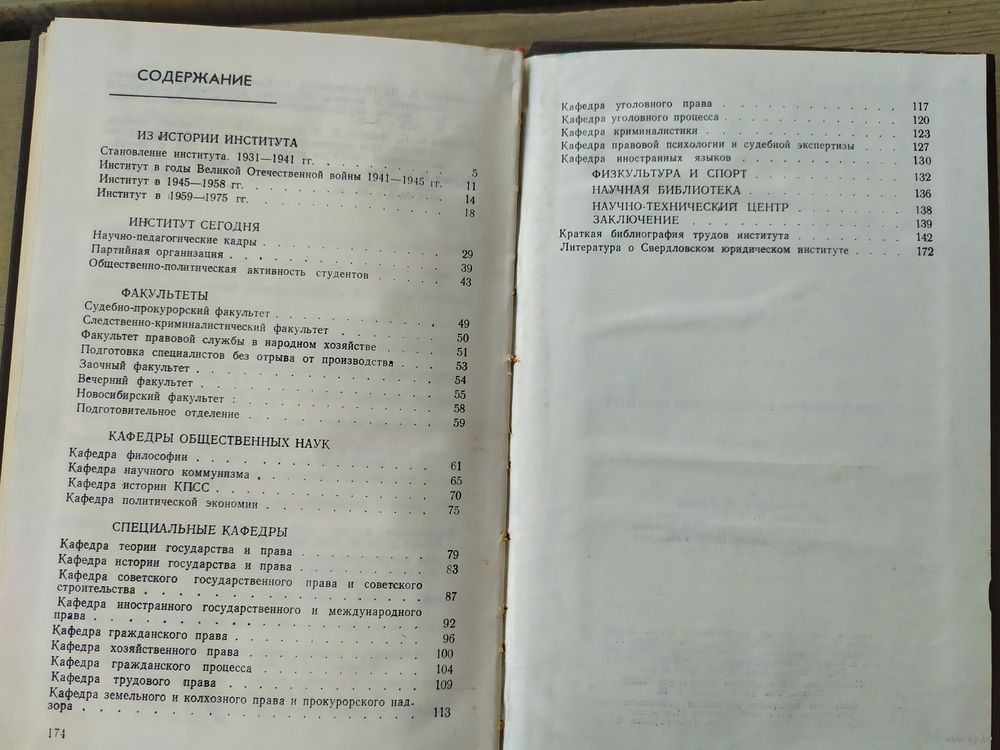 СОДЕРЖАНИЕ
ИЗ ИСТОРИИ ИНСТИТУТА
Становление института. 1931—1941 гг. . . . . . . . . 5
Институт в годы Великой Отечественной войны 1941—1945 гг. 11
Институт в 1945—1958 гг. . . . . . . . . . . . 14
Институт в 1959—1975 гг. . . . . . . . . . . . 18
ИНСТИТУТ СЕГОДНЯ
Научно-педагогические кадры . . . . . . . . . . 29
Партийная организация . . . . . . . . . . . . 39
Общественно-политическая активность студентов . . . . 43
ФАКУЛЬТЕТЫ
Судебно-прокурорский факультет . . . . . . . . . 49
Следственно-криминалистический факультет . . . . . . 50
Факультет правовой службы в народном хозяйстве . . . . 51
Подготовка специалистов без отрыва от производства . . . 53
Заочный факультет . . . . . . . . . . . . . 54
Вечерний факультет . . . . . . . . . . . . . 55
Новосибирский факультет : . . . . . . . . . . . 58
Подготовительное отделение . . . . . . . . . . 59
КАФЕДРЫ ОБЩЕСТВЕННЫХ НАУК
Кафедра философии . . . . . . . . . . . . . 61
Кафедра научного коммунизма . . . . . . . . . . 65
Кафедра истории КПСС . . . . . . . . . . . . 70
Кафедра политической экономии . . . . . . . . . 75
СПЕЦИАЛЬНЫЕ КАФЕДРЫ
Кафедра теории государства и права . . . . . . . . 79
Кафедра истории государства и права . . . . . . . . 83
Кафедра советского государственного права и советского
строительства . . . . . . . . . . . . . . . 87
Кафедра иностранного государственного и международного
права . . . . . . . . . . . . . . . . . 92
Кафедра гражданского права . . . . . . . . . . 96
Кафедра хозяйственного права . . . . . . . . . . 100
Кафедра гражданского процесса . . . . . . . . . 104
Кафедра трудового права . . . . . . . . . . . 109
Кафедра земельного и колхозного права и прокурорского над-
зора . . . . . . . . . . . . . . . . . . 113
174
Кафедра уголовного права . . . . . . . . . . . 117
Кафедра уголовного процесса . . . . . . . . . . 120
Кафедра криминалистики . . . . . . . . . . . . 123
Кафедра правовой психологии и судебной экспертизы . . . 127
Кафедра иностранных языков . . . . . . . . . . 130
ФИЗКУЛЬТУРА И СПОРТ . . . . . . . . . . 132
НАУЧНАЯ БИБЛИОТЕКА . . . . . . . . . . 136
НАУЧНО-ТЕХНИЧЕСКИЙ ЦЕНТР . . . . . . . 138
ЗАКЛЮЧЕНИЕ . . . . . . . . . . . . . 139
Краткая библиография трудов института . . . . . . . 142
Литература о Свердловском юридическом институте . . . . 172
www.ay.by